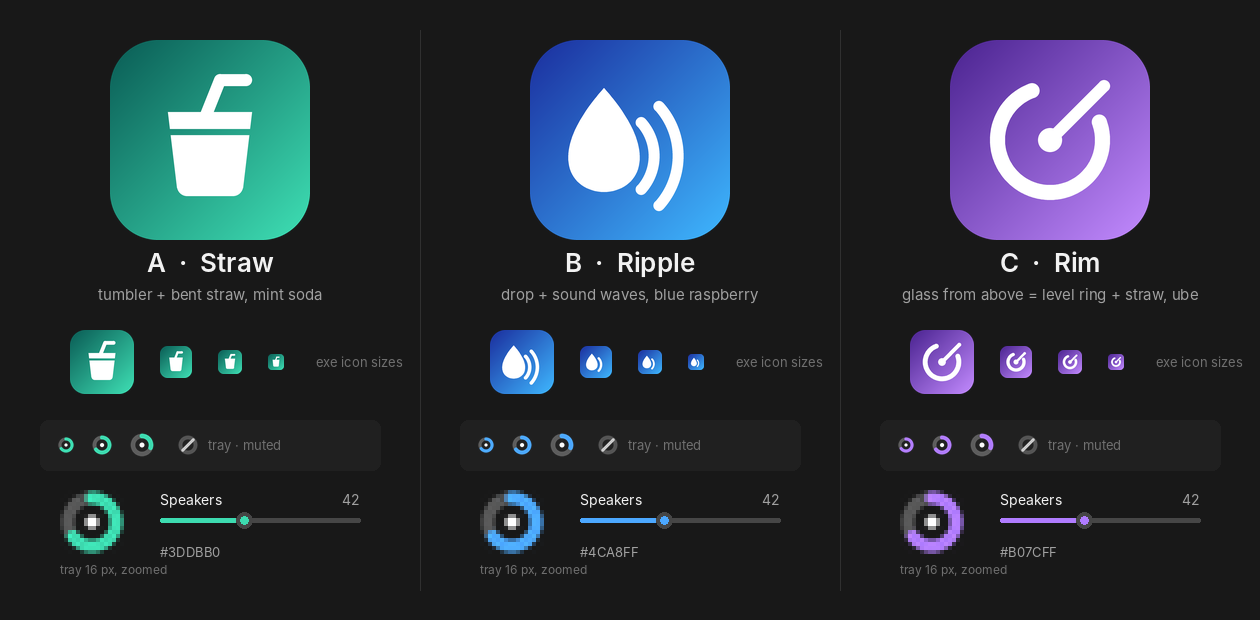 A · Straw
tumbler + bent straw, mint soda
exe icon sizes
tray · muted
Speakers 42
#3DDBB0
tray 16 px, zoomed
B · Ripple
drop + sound waves, blue raspberry
exe icon sizes
tray · muted
Speakers 42
#4CA8FF
tray 16 px, zoomed
C · Rim
glass from above = level ring + straw, ube
exe icon sizes
tray · muted
Speakers 42
#B07CFF
tray 16 px, zoomed